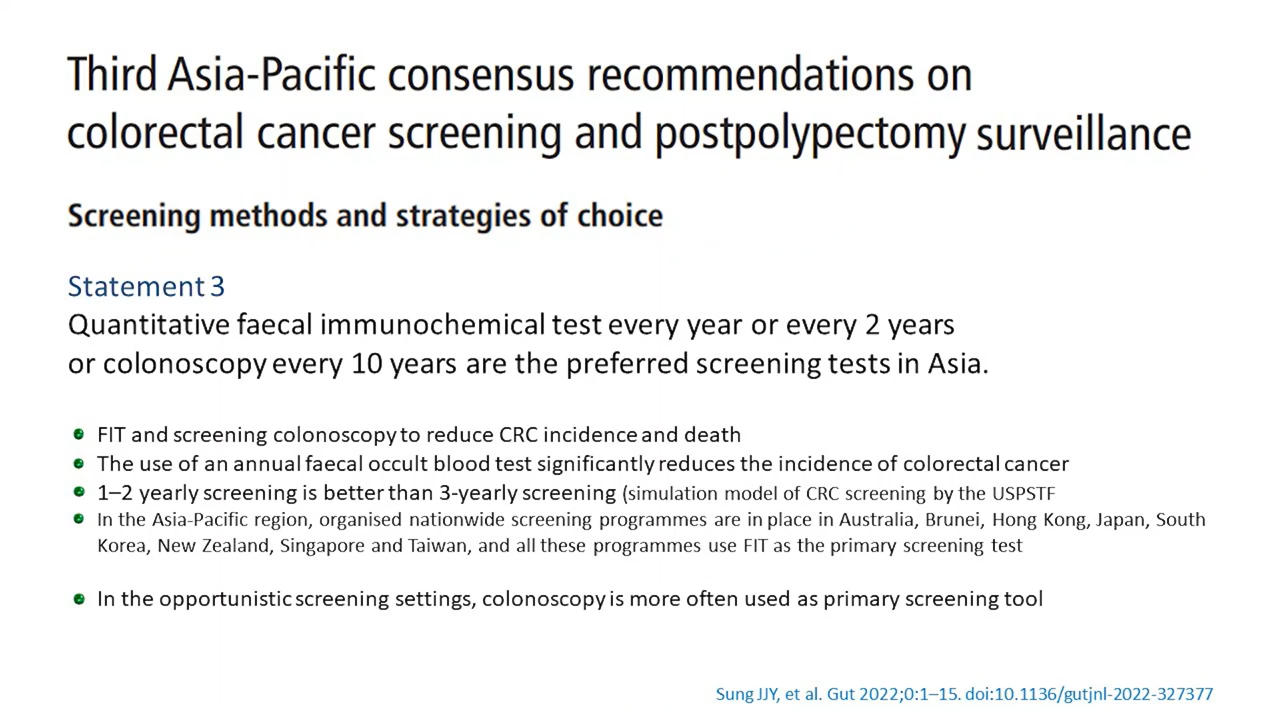 Third Asia-Pacific consensus recommendations on
colorectal cancer screening and postpolypectomy surveillance
Screening methods and strategies of choice
Statement 3
Quantitative faecal immunochemical test every year or every 2 years
or colonoscopy every 10 years are the preferred screening tests in Asia.
FIT and screening colonoscopy to reduce CRC incidence and death
The use of an annual faecal occult blood test significantly reduces the incidence of colorectal cancer
1–2 yearly screening is better than 3-yearly screening (simulation model of CRC screening by the USPSTF
In the Asia-Pacific region, organised nationwide screening programmes are in place in Australia, Brunei, Hong Kong, Japan, South
Korea, New Zealand, Singapore and Taiwan, and all these programmes use FIT as the primary screening test
In the opportunistic screening settings, colonoscopy is more often used as primary screening tool
Sung JJY, et al. Gut 2022;0:1–15. doi:10.1136/gutjnl-2022-327377